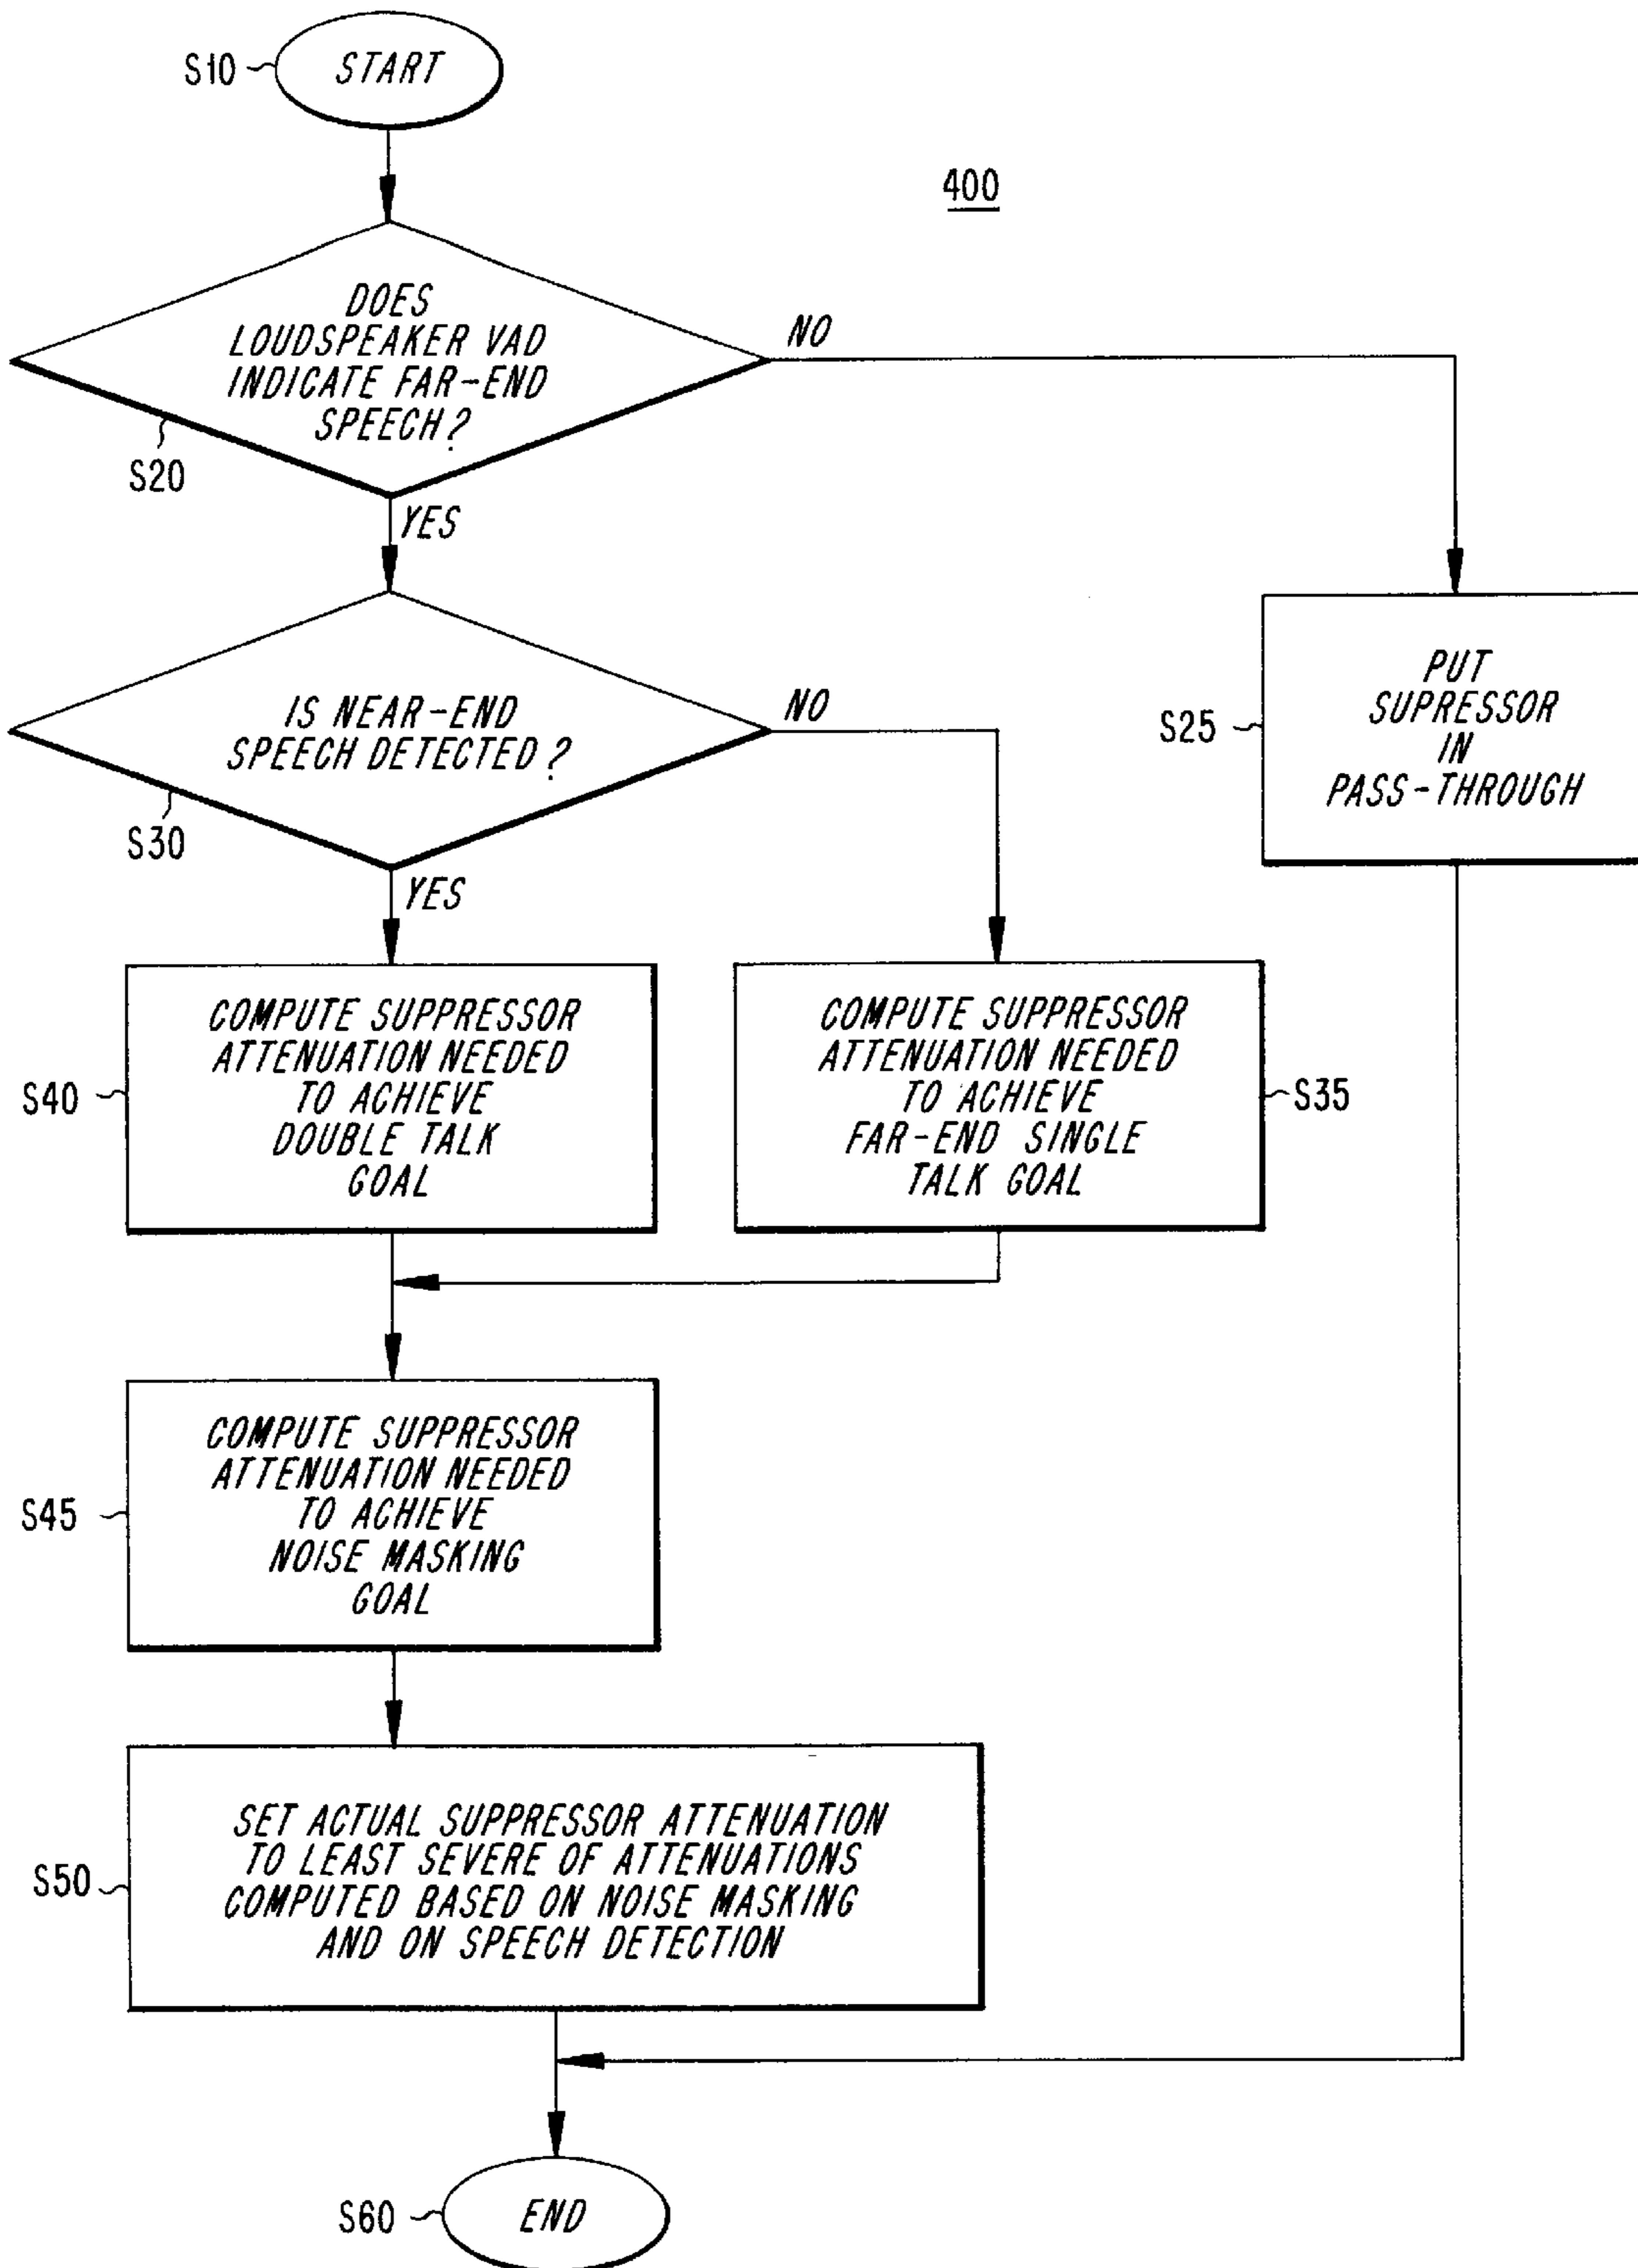 S10
START
400
DOES
LOUDSPEAKER VAD
INDICATE FAR-END
SPEECH?
S20
NO
YES
IS NEAR-END
SPEECH DETECTED?
S30
NO
YES
PUT
SUPRESSOR
IN
PASS-THROUGH
S25
COMPUTE SUPPRESSOR
ATTENUATION NEEDED
TO ACHIEVE
DOUBLE TALK
GOAL
S40
COMPUTE SUPPRESSOR
ATTENUATION NEEDED
TO ACHIEVE
FAR-END SINGLE
TALK GOAL
S35
COMPUTE SUPPRESSOR
ATTENUATION NEEDED
TO ACHIEVE
NOISE MASKING
GOAL
S45
SET ACTUAL SUPPRESSOR ATTENUATION
TO LEAST SEVERE OF ATTENUATIONS
COMPUTED BASED ON NOISE MASKING
AND ON SPEECH DETECTION
S50
S60
END